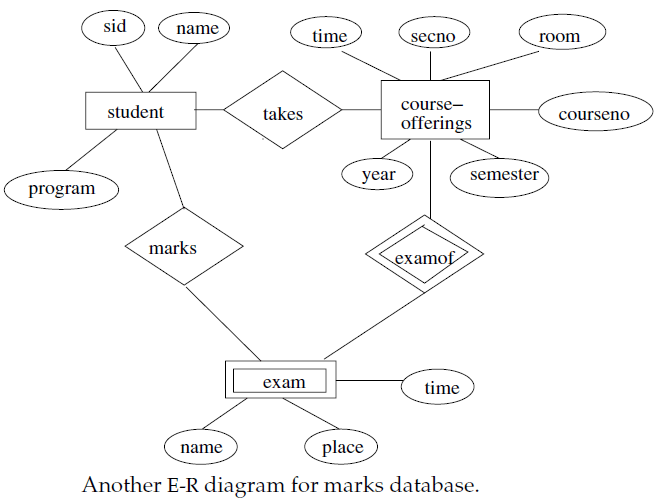 sid
name
time
secno
room
student
takes
course–
offerings
courseno
program
year
semester
marks
examof
exam
time
name
place
Another E-R diagram for marks database.